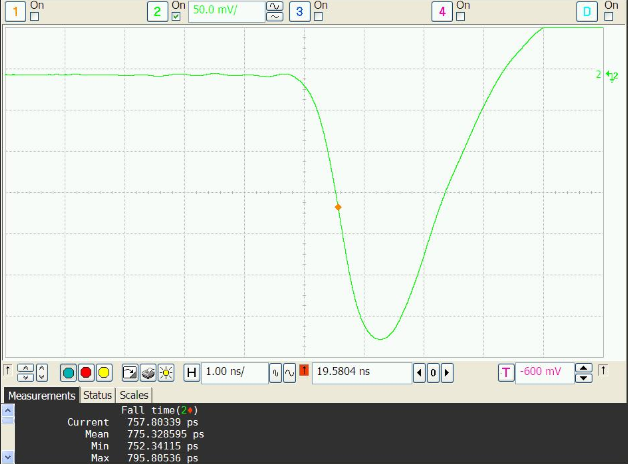 1 On 2 On 50.0 mV/ 3 On 4 On D On
2 2
H 1.00 ns/ T 19.5804 ns 0 T -600 mV
Measurements Status Scales
Fall time(2)
Current 757.80339 ps
Mean 775.328595 ps
Min 752.34115 ps
Max 795.80536 ps